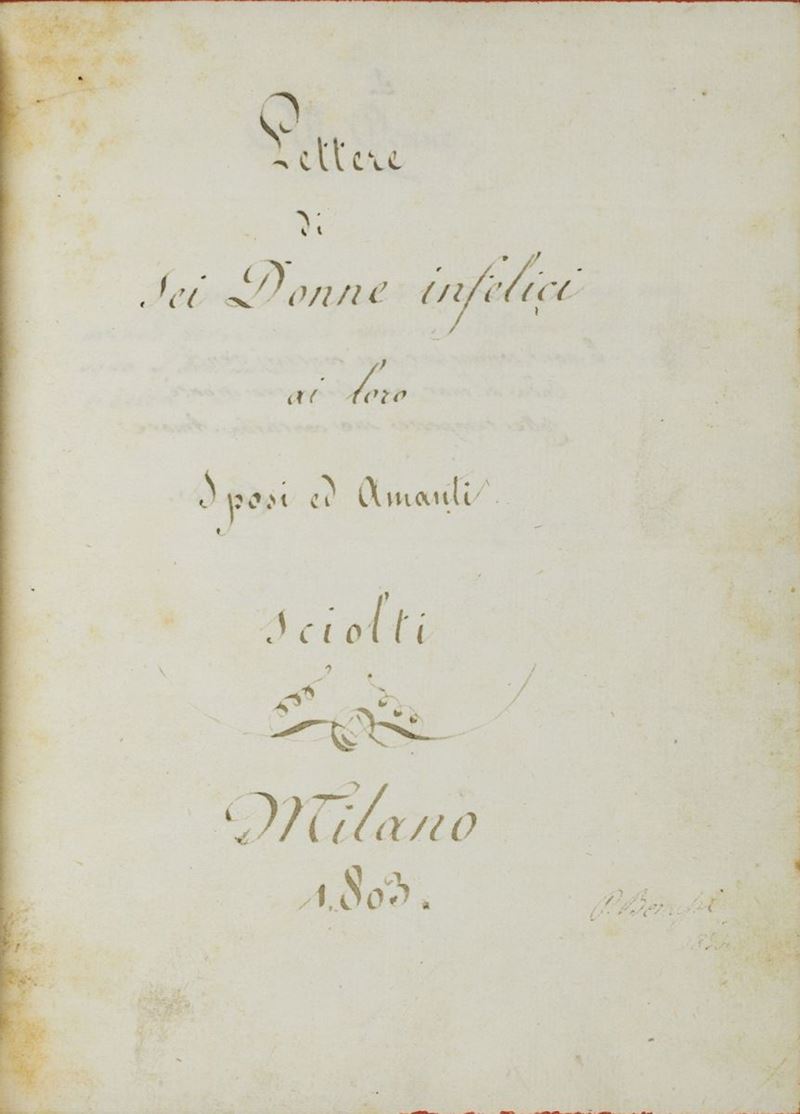 Lettere
di
Sei Donne infelici
ai loro
Sposi ed Amanti
Sciolti
Milano
1803.
P.